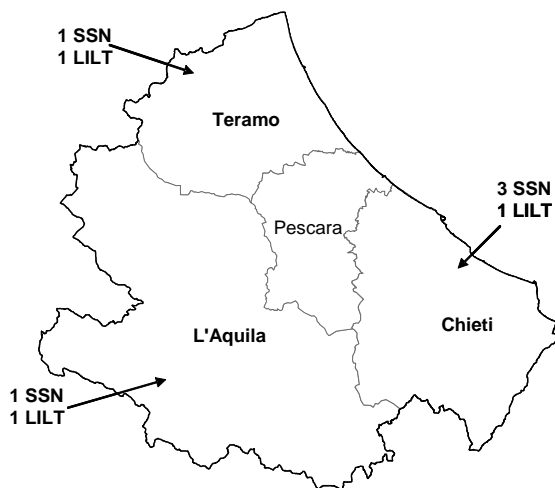 1 SSN
1 LILT
Teramo
3 SSN
1 LILT
Pescara
Chieti
L'Aquila
1 SSN
1 LILT